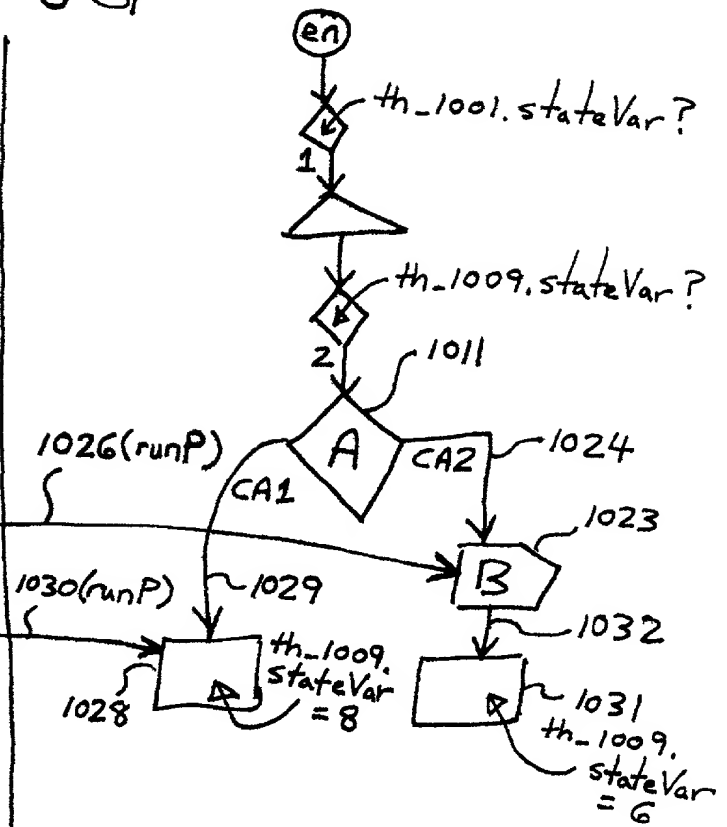 en
th_1001.stateVar?
1
th_1009.stateVar?
2
1011
A
1026(runP)
CA1
CA2
1024
1023
B
1030(runP)
1029
1032
th_1009.
stateVar
= 8
1028
1031
th_1009.
stateVar
= 6